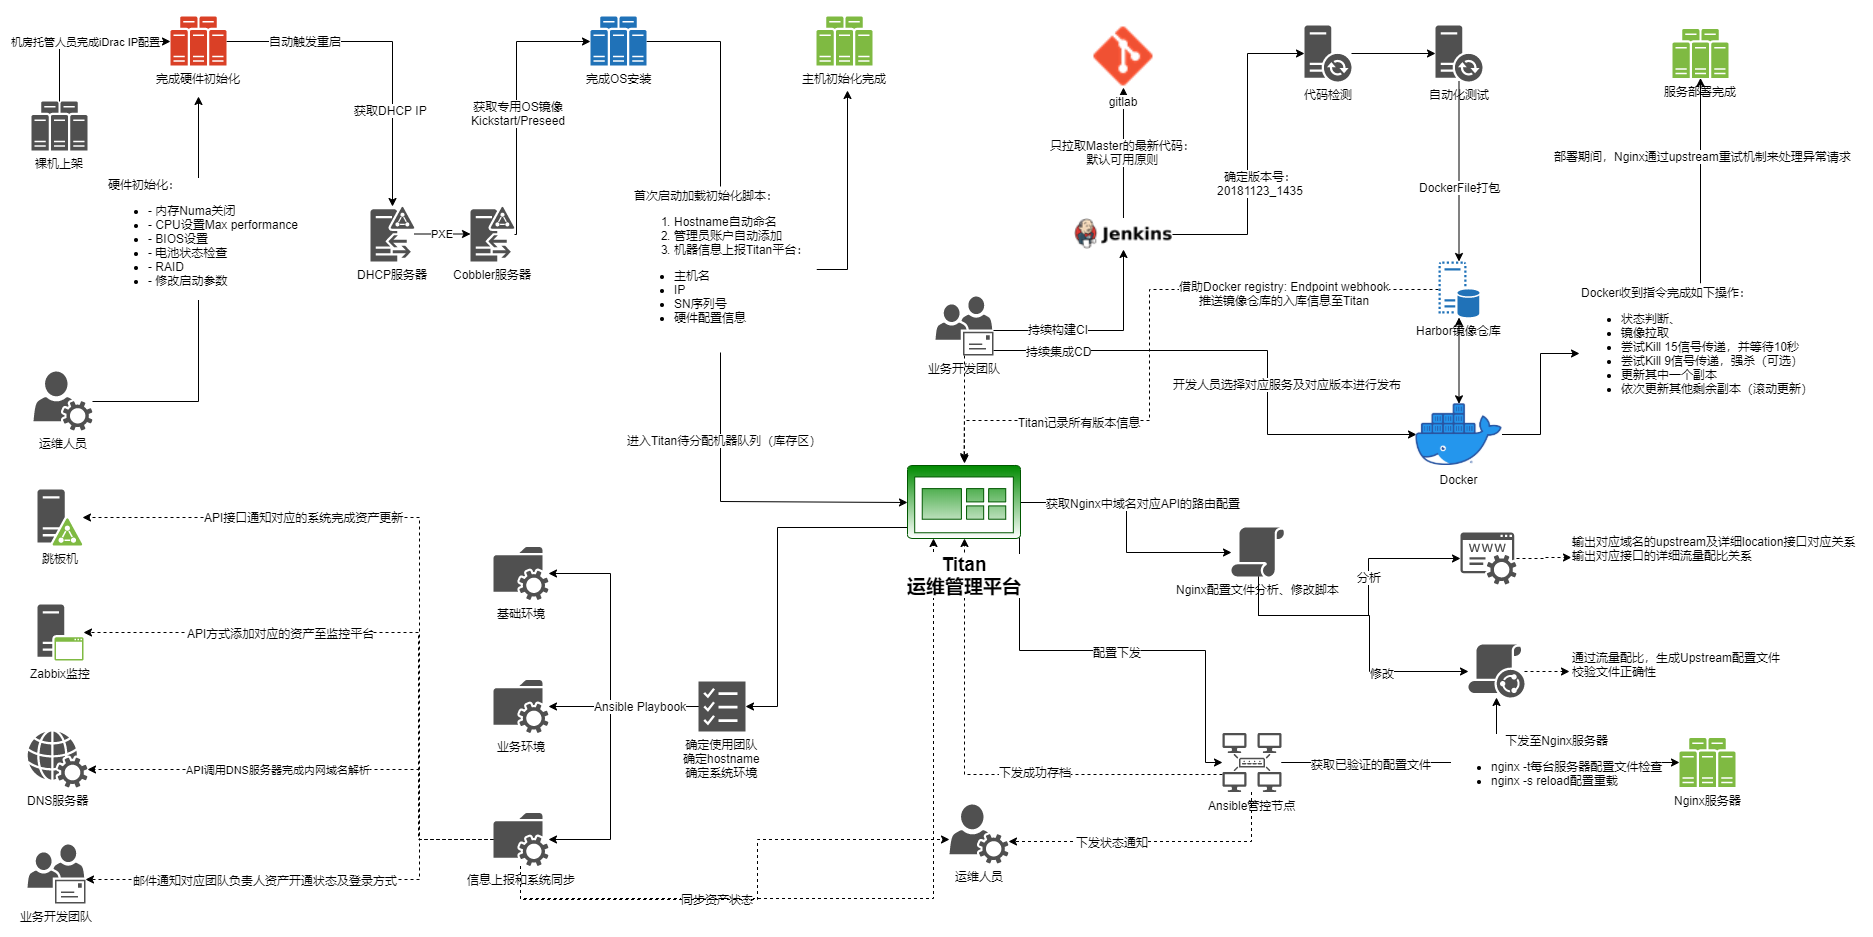 机房托管人员完成iDrac IP配置
完成硬件初始化
自动触发重启
裸机上架
硬件初始化：
- 内存Numa关闭
- CPU设置Max performance
- BIOS设置
- 电池状态检查
- RAID
- 修改启动参数
运维人员
获取DHCP IP
DHCP服务器
PXE
Cobbler服务器
获取专用OS镜像
Kickstart/Preseed
完成OS安装
主机初始化完成
首次启动加载初始化脚本：
1. Hostname自动命名
2. 管理员账户自动添加
3. 机器信息上报Titan平台：
主机名
IP
SN序列号
硬件配置信息
进入Titan待分配机器队列（库存区）
gitlab
只拉取Master的最新代码：
默认可用原则
Jenkins
确定版本号：
20181123_1435
代码检测
自动化测试
DockerFile打包
Harbor镜像仓库
借助Docker registry: Endpoint webhook
推送镜像仓库的入库信息至Titan
业务开发团队
持续构建CI
持续集成CD
开发人员选择对应服务及对应版本进行发布
Titan记录所有版本信息
Docker
服务部署完成
部署期间，Nginx通过upstream重试机制来处理异常请求
Docker收到指令完成如下操作：
状态判断、
镜像拉取、
尝试Kill 15信号传递，并等待10秒
尝试Kill 9信号传递，强杀（可选）
更新其中一个副本
依次更新其他剩余副本（滚动更新）
Titan
运维管理平台
获取Nginx中域名对应API的路由配置
Nginx配置文件分析、修改脚本
分析
输出对应域名的upstream及详细location接口对应关系
输出对应接口的详细流量配比关系
修改
通过流量配比，生成Upstream配置文件
校验文件正确性
配置下发
下发成功存档
Ansible管控节点
获取已验证的配置文件
下发至Nginx服务器
nginx -t每台服务器配置文件检查
nginx -s reload配置重载
Nginx服务器
下发状态通知
运维人员
跳板机
API接口通知对应的系统完成资产更新
Zabbix监控
API方式添加对应的资产至监控平台
DNS服务器
API调用DNS服务器完成内网域名解析
业务开发团队
邮件通知对应团队负责人资产开通状态及登录方式
基础环境
业务环境
Ansible Playbook
确定使用团队
确定hostname
确定系统环境
信息上报和系统同步
同步资产状态
WWW